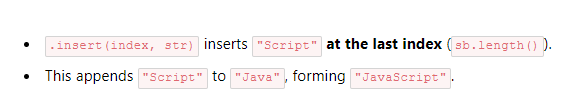 • .insert(index, str) inserts "Script" at the last index (sb.length()).
• This appends "Script" to "Java", forming "JavaScript".